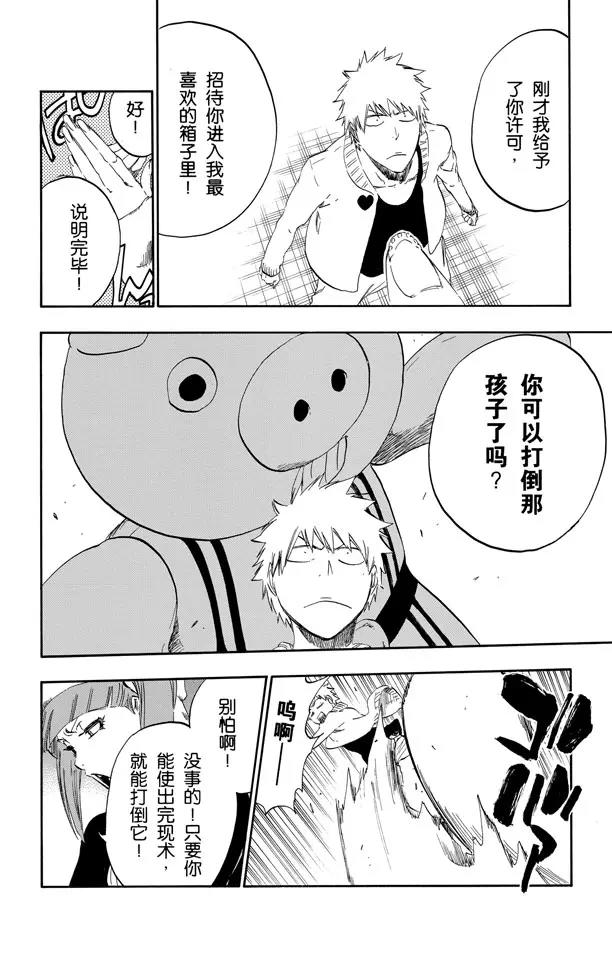 刚才我给予
了你许可，
招待你进入我最
喜欢的箱子里！
好！
说明完毕！
你可以打倒那
孩子了吗？
呜啊——
别怕啊！
没事的！只要你
能使出完现术，
就能打倒它！